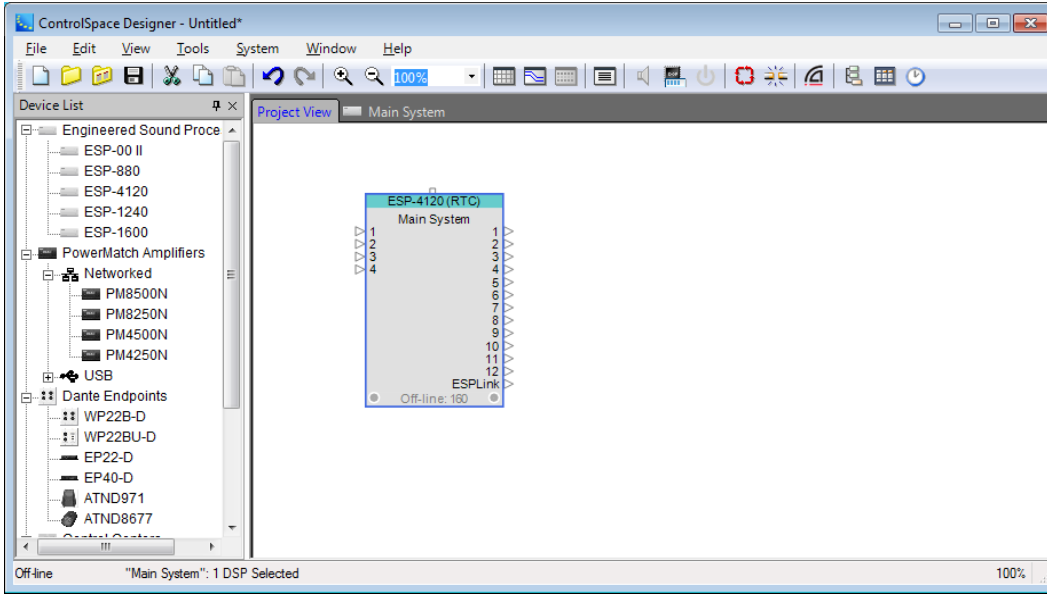 ControlSpace Designer - Untitled*
File Edit View Tools System Window Help
100%
Device List
Project View Main System
Engineered Sound Proce
ESP-00 II
ESP-880
ESP-4120
ESP-1240
ESP-1600
PowerMatch Amplifiers
Networked
PM8500N
PM8250N
PM4500N
PM4250N
USB
Dante Endpoints
WP22B-D
WP22BU-D
EP22-D
EP40-D
ATND971
ATND8677
ESP-4120 (RTC)
Main System
1 1
2 2
3 3
4 4
5
6
7
8
9
10
11
12
ESPLink
Off-line: 160
Off-line "Main System": 1 DSP Selected 100%